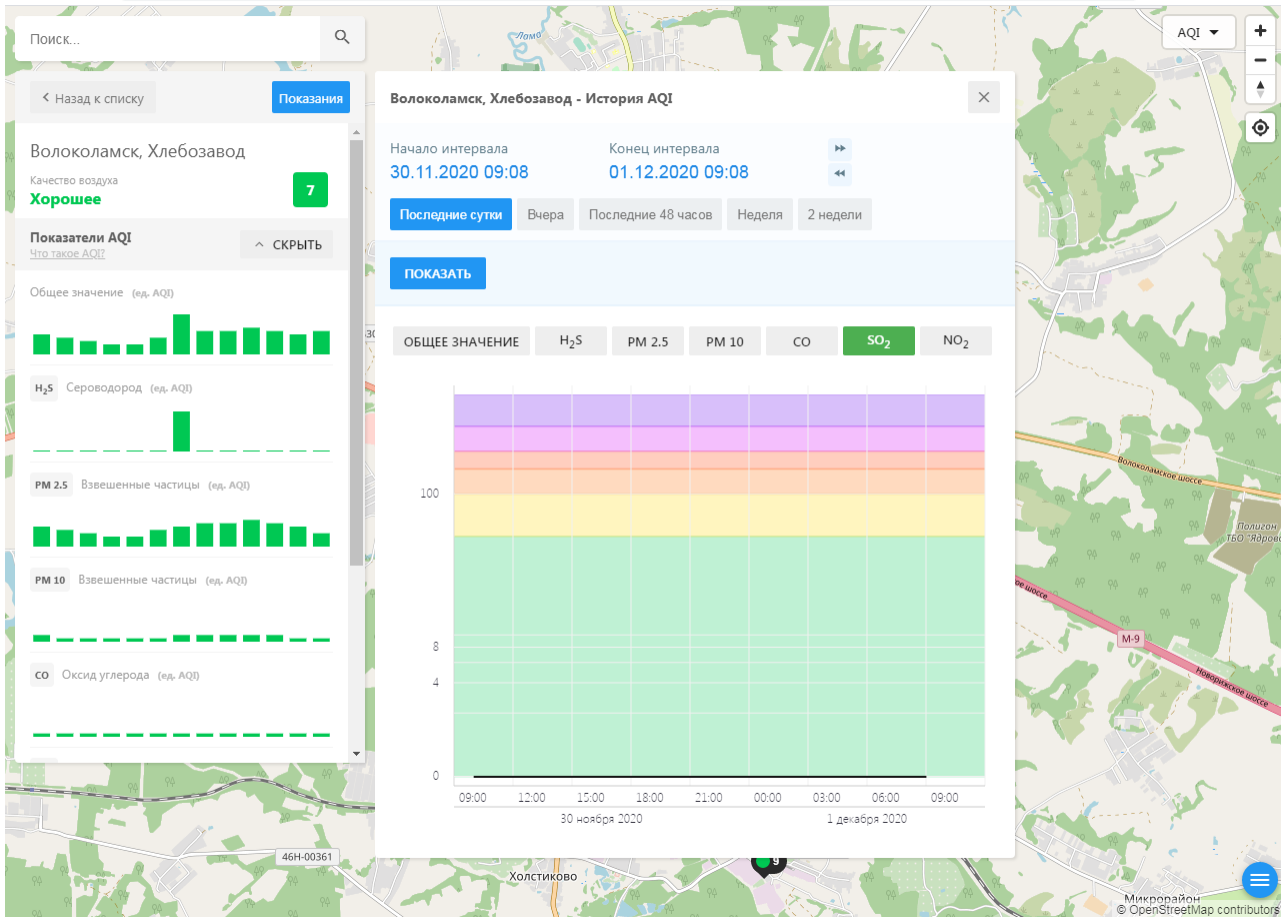 Поиск...
Назад к списку
Показания
Волоколамск, Хлебозавод
Качество воздуха
Хорошее
7
Показатели AQI
Что такое AQI?
СКРЫТЬ
Общее значение (ед. AQI)
H2S Сероводород (ед. AQI)
PM 2.5 Взвешенные частицы (ед. AQI)
PM 10 Взвешенные частицы (ед. AQI)
CO Оксид углерода (ед. AQI)
Волоколамск, Хлебозавод - История AQI
Начало интервала
30.11.2020 09:08
Конец интервала
01.12.2020 09:08
Последние сутки
Вчера
Последние 48 часов
Неделя
2 недели
ПОКАЗАТЬ
ОБЩЕЕ ЗНАЧЕНИЕ
H2S
PM 2.5
PM 10
CO
SO2
NO2
100
8
4
0
09:00 12:00 15:00 18:00 21:00 00:00 03:00 06:00 09:00
30 ноября 2020 1 декабря 2020
AQI
Ломо
Волоколамское шоссе
Полигон
ТБО "Ядрово
шоссе
М-9
Новорижское шоссе
46Н-00361
9
Холстиково
Микрорайон
© OpenStreetMap contributors